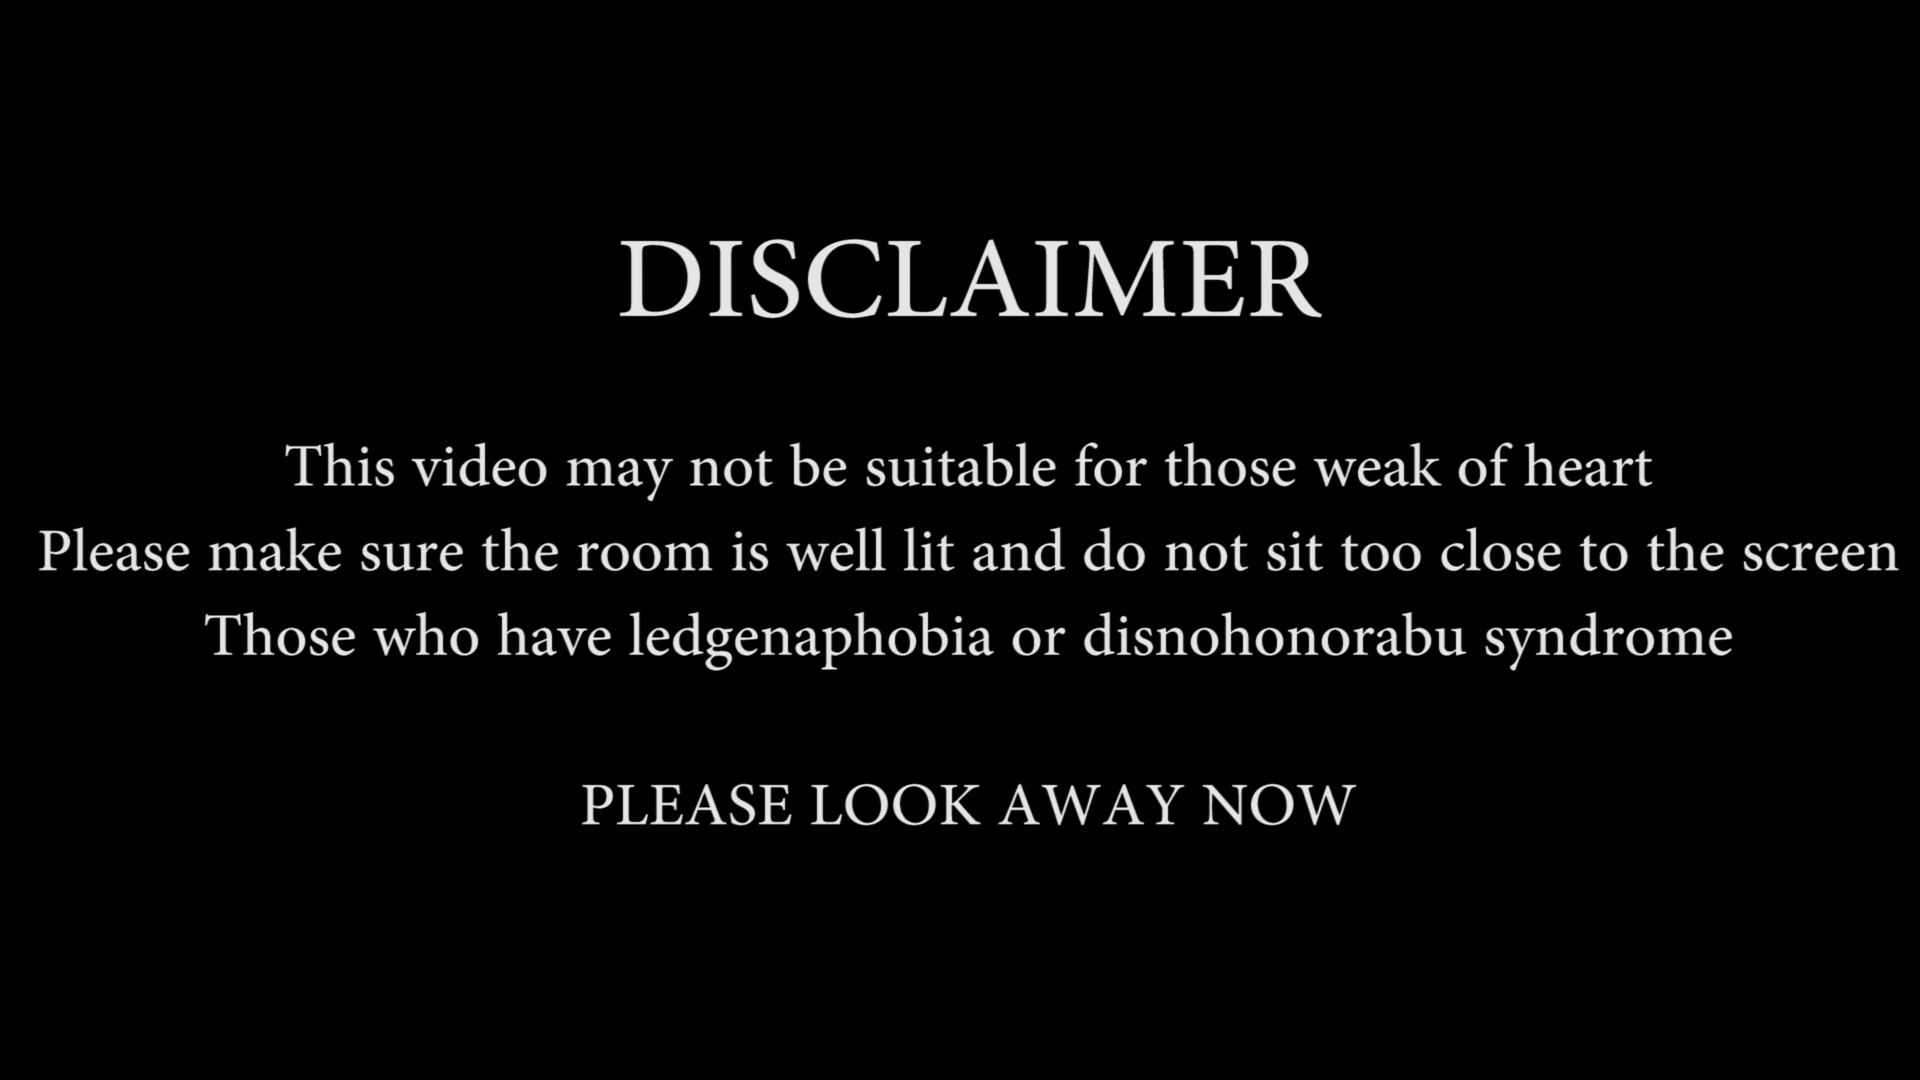 DISCLAIMER
This video may not be suitable for those weak of heart
Please make sure the room is well lit and do not sit too close to the screen
Those who have ledgenaphobia or disnohonorabu syndrome
PLEASE LOOK AWAY NOW